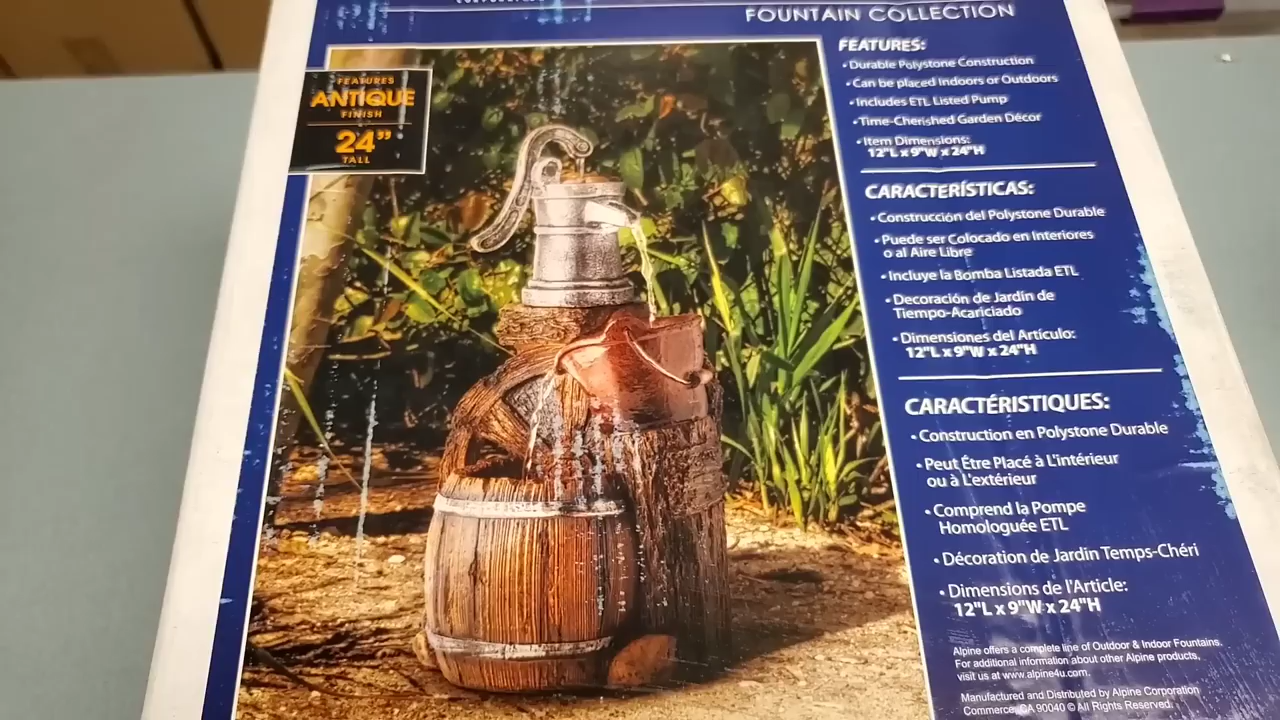 FOUNTAIN COLLECTION
FEATURES
ANTIQUE
FINISH
24”
TALL
FEATURES:
• Durable Polystone Construction
• Can be placed Indoors or Outdoors
• Includes ETL Listed Pump
• Time-Cherished Garden Décor
• Item Dimensions:
12"L x 9"W x 24"H
CARACTERÍSTICAS:
• Construcción del Polystone Durable
• Puede ser Colocado en Interiores
o al Aire Libre
• Incluye la Bomba Listada ETL
• Decoración de Jardín de
Tiempo-Acariciado
• Dimensiones del Artículo:
12"L x 9"W x 24"H
CARACTÉRISTIQUES:
• Construction en Polystone Durable
• Peut Être Placé à L'intérieur
ou à L'extérieur
• Comprend la Pompe
Homologuée ETL
• Décoration de Jardin Temps-Chéri
• Dimensions de l'Article:
12"L x 9"W x 24"H
Alpine offers a complete line of Outdoor & Indoor Fountains.
For additional information about other Alpine products,
visit us at www.alpine4u.com.
Manufactured and Distributed by Alpine Corporation
Commerce, CA 90040 © All Rights Reserved.